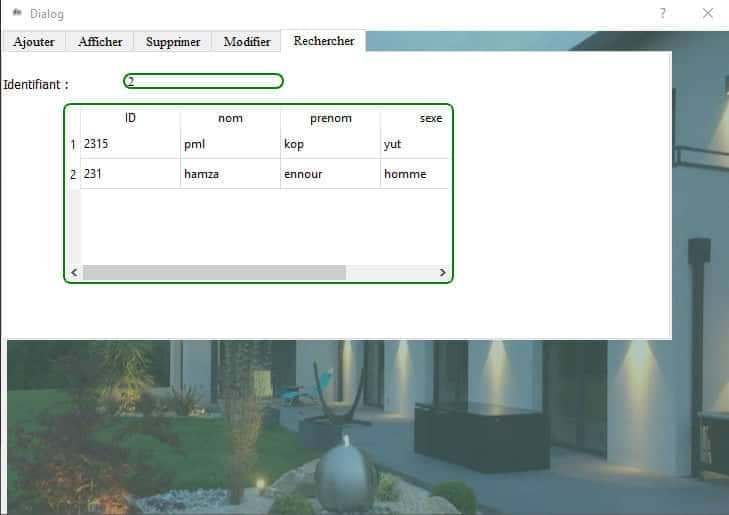 Dialog
Ajouter Afficher Supprimer Modifier Rechercher
Identifiant : 2
ID nom prenom sexe
1 2315 pml kop yut
2 231 hamza ennour homme